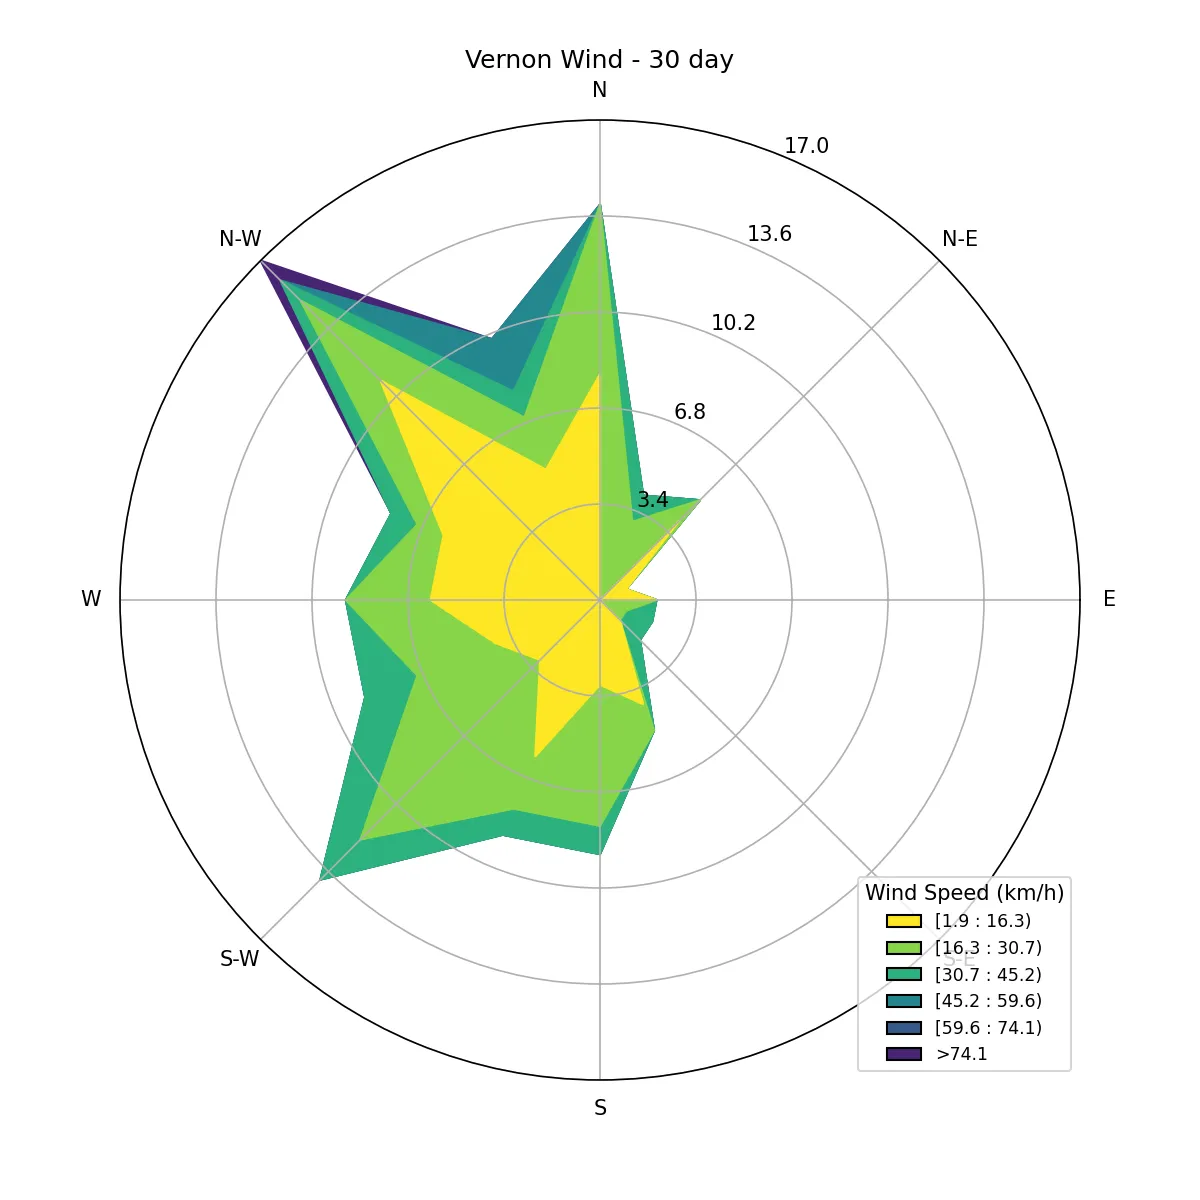 Vernon Wind - 30 day
N
17.0
13.6
N-W
N-E
10.2
6.8
3.4
W
E
S-W
S-E
Wind Speed (km/h)
[1.9 : 16.3)
[16.3 : 30.7)
[30.7 : 45.2)
[45.2 : 59.6)
[59.6 : 74.1)
>74.1
S